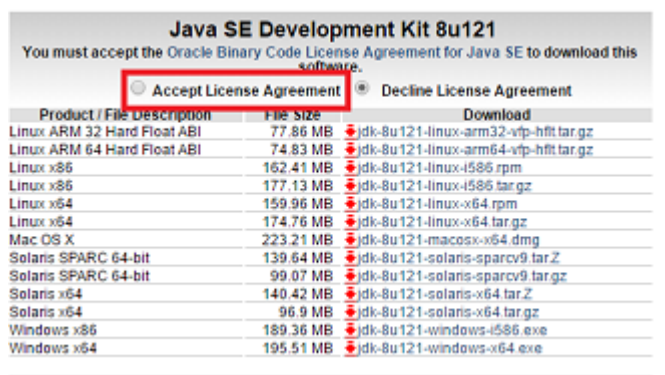 Java SE Development Kit 8u121
You must accept the Oracle Binary Code License Agreement for Java SE to download this
software.
Accept License Agreement Decline License Agreement
Product / File Description File Size Download
Linux ARM 32 Hard Float ABI 77.86 MB jdk-8u121-linux-arm32-vfp-hflt.tar.gz
Linux ARM 64 Hard Float ABI 74.83 MB jdk-8u121-linux-arm64-vfp-hflt.tar.gz
Linux x86 162.41 MB jdk-8u121-linux-i586.rpm
Linux x86 177.13 MB jdk-8u121-linux-i586.tar.gz
Linux x64 159.96 MB jdk-8u121-linux-x64.rpm
Linux x64 174.76 MB jdk-8u121-linux-x64.tar.gz
Mac OS X 223.21 MB jdk-8u121-macosx-x64.dmg
Solaris SPARC 64-bit 139.64 MB jdk-8u121-solaris-sparcv9.tar.Z
Solaris SPARC 64-bit 99.07 MB jdk-8u121-solaris-sparcv9.tar.gz
Solaris x64 140.42 MB jdk-8u121-solaris-x64.tar.Z
Solaris x64 96.9 MB jdk-8u121-solaris-x64.tar.gz
Windows x86 189.36 MB jdk-8u121-windows-i586.exe
Windows x64 195.51 MB jdk-8u121-windows-x64.exe